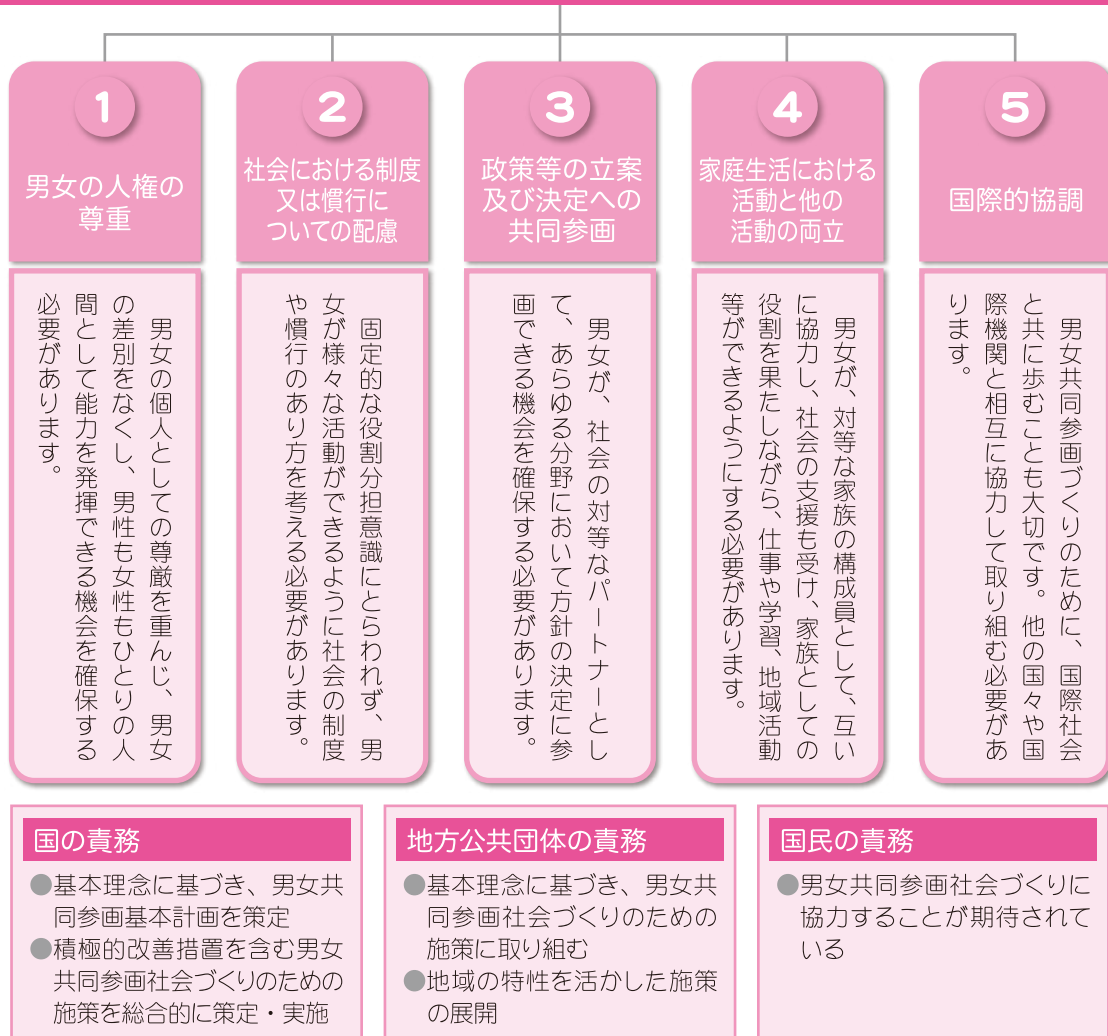 1
男女の人権の
尊重
男女の個人としての尊厳を重んじ、男女
の差別をなくし、男性も女性もひとりの人
間として能力を発揮できる機会を確保する
必要があります。
2
社会における制度
又は慣行に
ついての配慮
固定的な役割分担意識にとらわれず、男
女が様々な活動ができるように社会の制度
や慣行のあり方を考える必要があります。
3
政策等の立案
及び決定への
共同参画
男女が、社会の対等なパートナーとし
て、あらゆる分野において方針の決定に参
画できる機会を確保する必要があります。
4
家庭生活における
活動と他の
活動の両立
男女が、対等な家族の構成員として、互い
に協力し、社会の支援も受け、家族としての
役割を果たしながら、仕事や学習、地域活動
等ができるようにする必要があります。
5
国際的協調
男女共同参画づくりのために、国際社会
と共に歩むことも大切です。他の国々や国
際機関と相互に協力して取り組む必要があ
ります。
国の責務
●基本理念に基づき、男女共
同参画基本計画を策定
●積極的改善措置を含む男女
共同参画社会づくりのための
施策を総合的に策定・実施
地方公共団体の責務
●基本理念に基づき、男女共
同参画社会づくりのための
施策に取り組む
●地域の特性を活かした施策
の展開
国民の責務
●男女共同参画社会づくりに
協力することが期待されて
いる